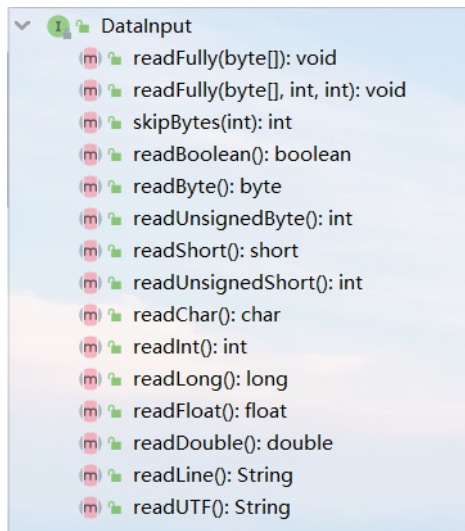 DataInput
readFully(byte[]): void
readFully(byte[], int, int): void
skipBytes(int): int
readBoolean(): boolean
readByte(): byte
readUnsignedByte(): int
readShort(): short
readUnsignedShort(): int
readChar(): char
readInt(): int
readLong(): long
readFloat(): float
readDouble(): double
readLine(): String
readUTF(): String